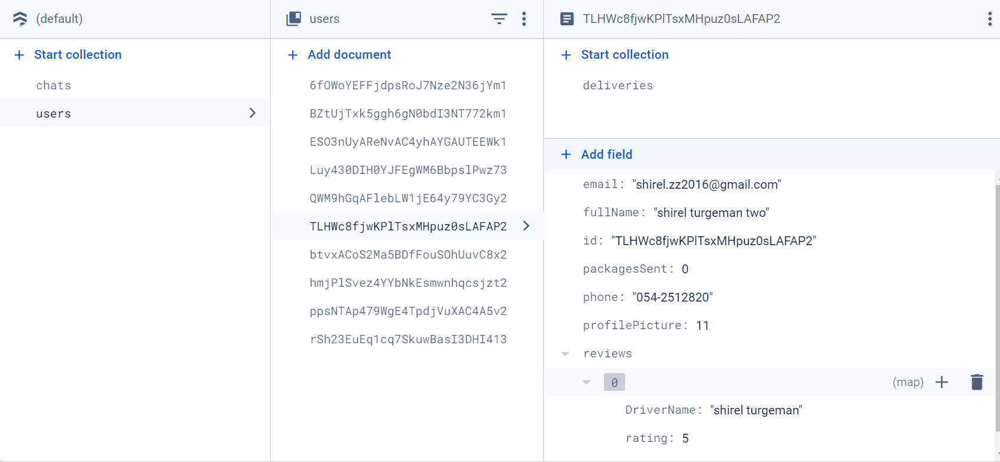 (default)
Start collection
chats
users
users
Add document
6fOWoYEFFjdpsRoJ7Nze2N36jYm1
BZtUjTxk5ggh6gN0bdI3NT772km1
ESO3nUyAReNvAC4yhAYGAUTEEWk1
Luy430DIH0YJFEgWM6BbpslPwz73
QWM9hGqAFlebLW1jE64y79YC3Gy2
TLHWc8fjwKPlTsxMHpuz0sLAFAP2
btvxACoS2Ma5BDfFouSOhUuvC8x2
hmjPlSvez4YYbNkEsmwnhqcsjzt2
ppsNTAp479WgE4TpdjVuXAC4A5v2
rSh23EuEq1cq7SkuwBasI3DHI413
TLHWc8fjwKPlTsxMHpuz0sLAFAP2
Start collection
deliveries
Add field
email: "shirel.zz2016@gmail.com"
fullName: "shirel turgeman two"
id: "TLHWc8fjwKPlTsxMHpuz0sLAFAP2"
packagesSent: 0
phone: "054-2512820"
profilePicture: 11
reviews
0 (map)
DriverName: "shirel turgeman"
rating: 5